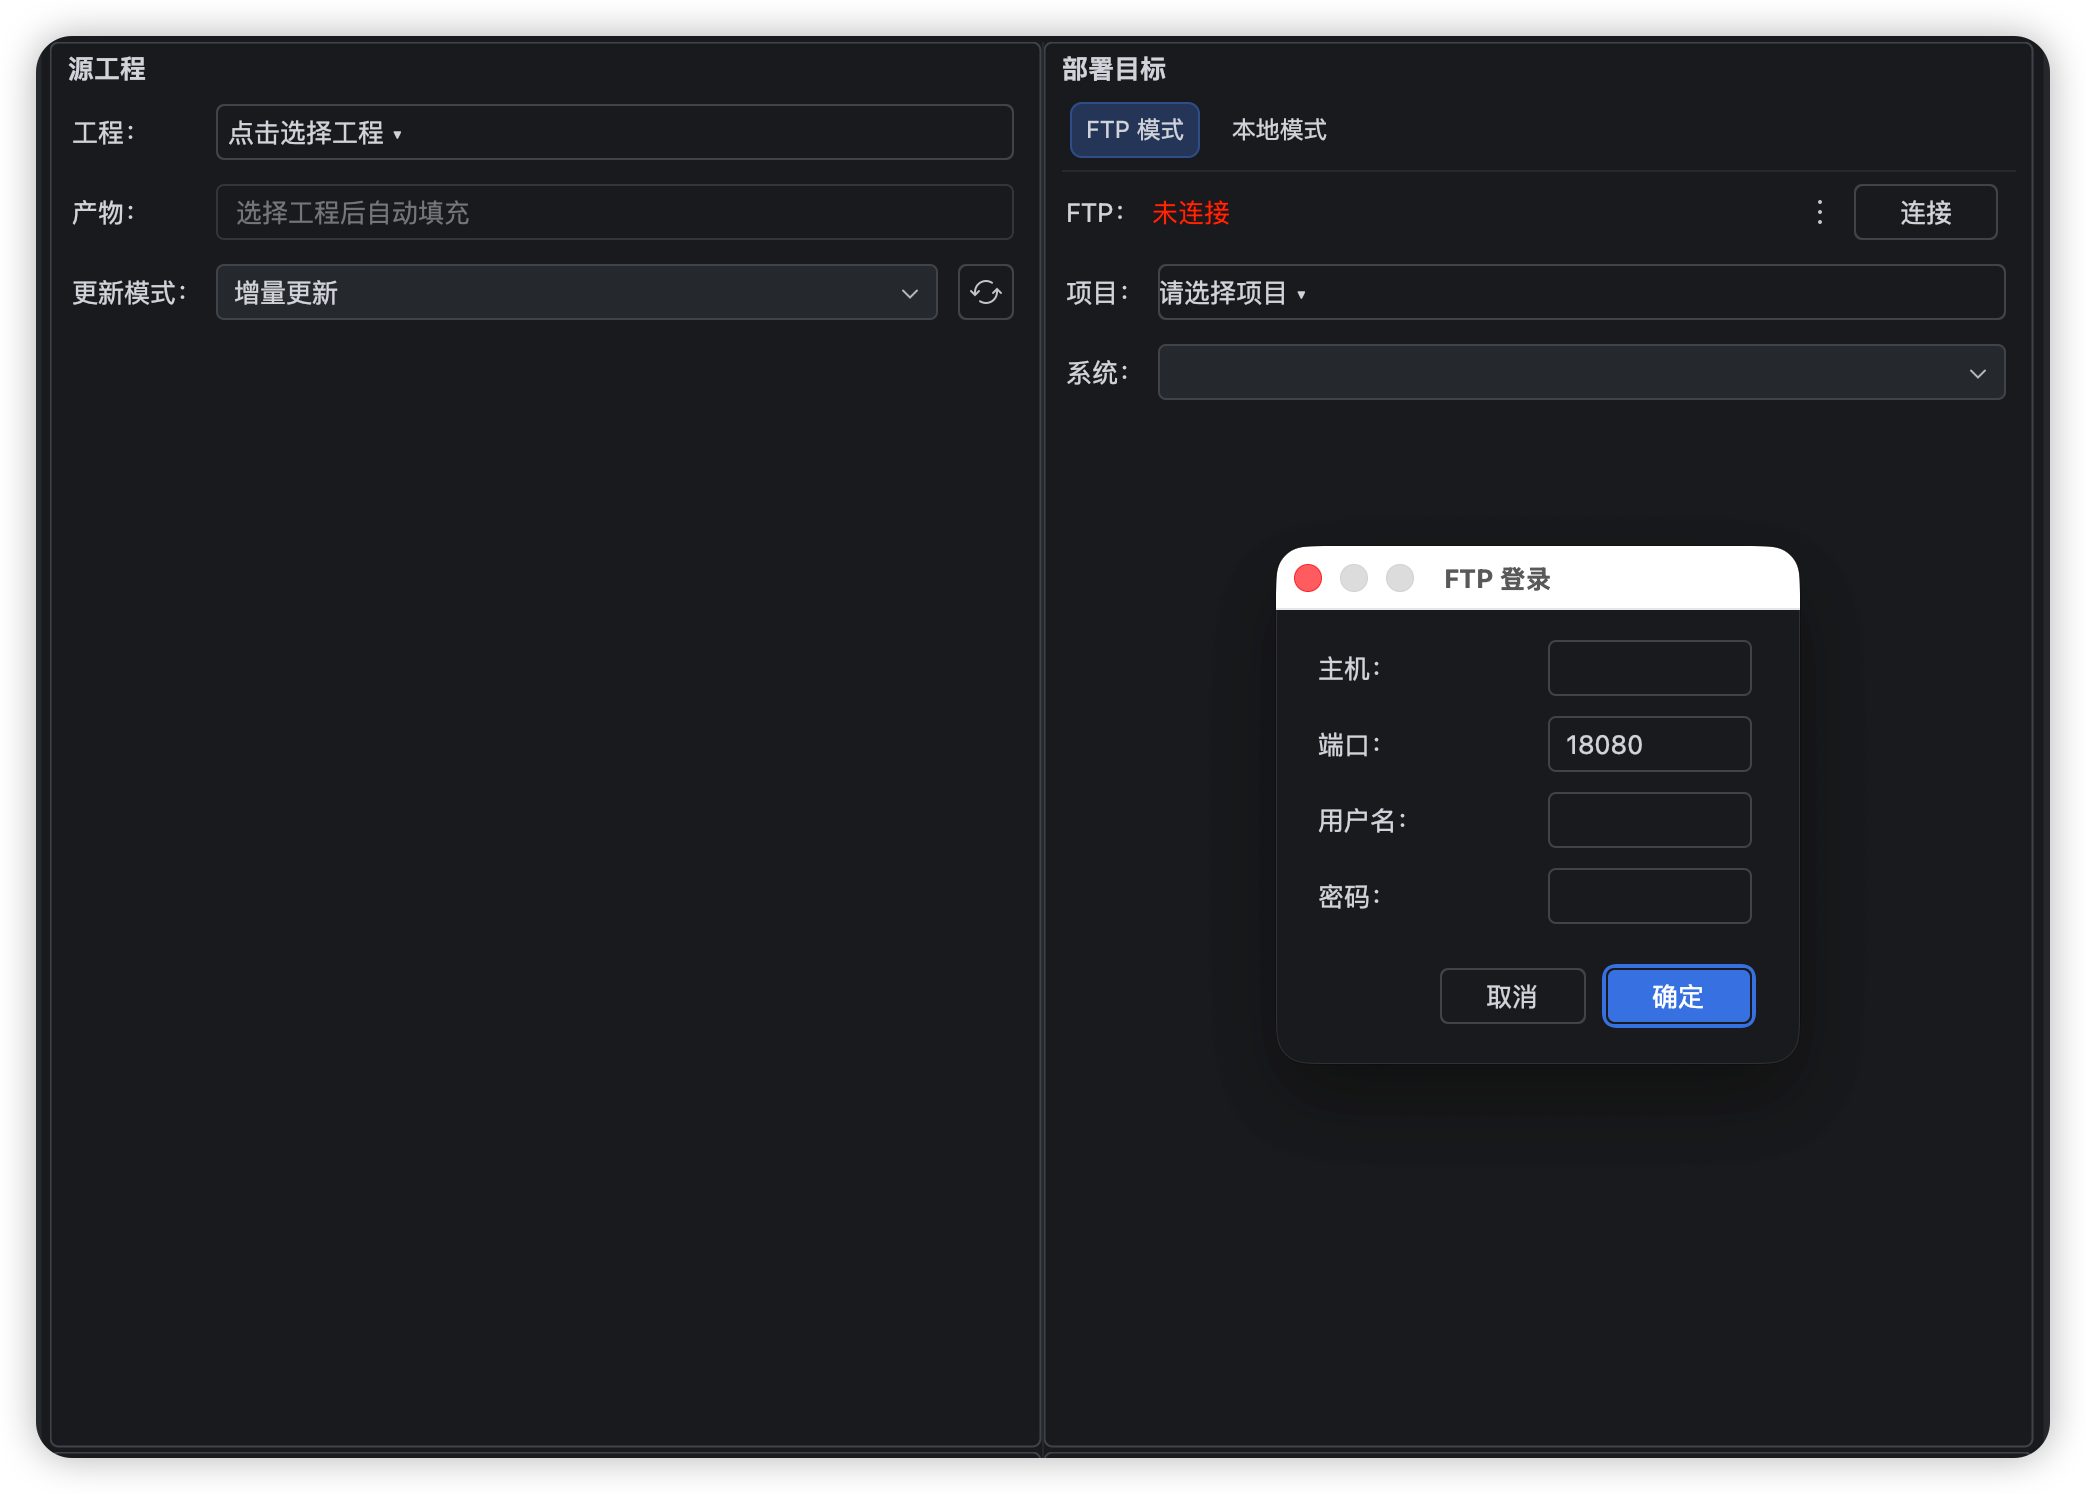 源工程
工程：
点击选择工程 ▾
产物：
选择工程后自动填充
更新模式：
增量更新
部署目标
FTP 模式
本地模式
FTP：
未连接
连接
项目：
请选择项目 ▾
系统：
FTP 登录
主机：
端口：
18080
用户名：
密码：
取消
确定